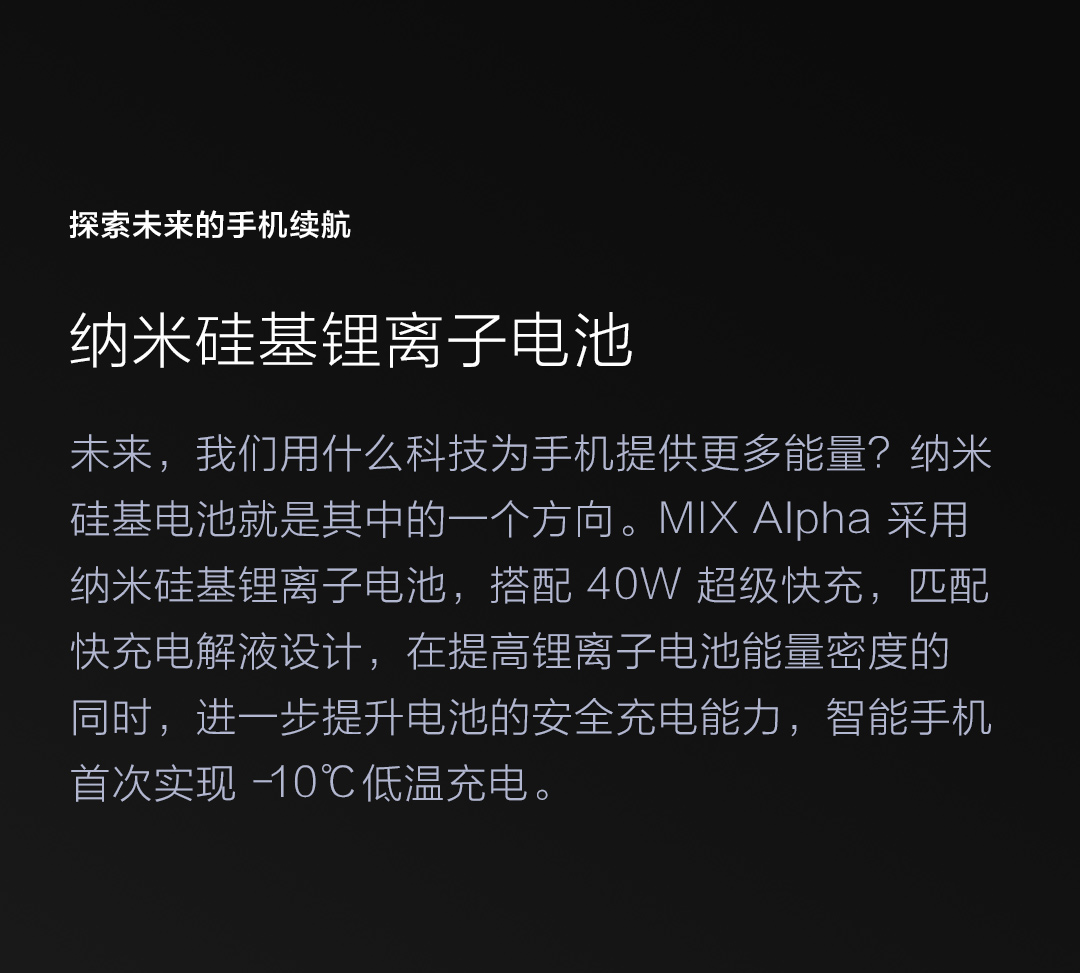 探索未来的手机续航
纳米硅基锂离子电池
未来，我们用什么科技为手机提供更多能量？纳米
硅基电池就是其中的一个方向。MIX Alpha 采用
纳米硅基锂离子电池，搭配 40W 超级快充，匹配
快充电解液设计，在提高锂离子电池能量密度的
同时，进一步提升电池的安全充电能力，智能手机
首次实现 -10℃低温充电。